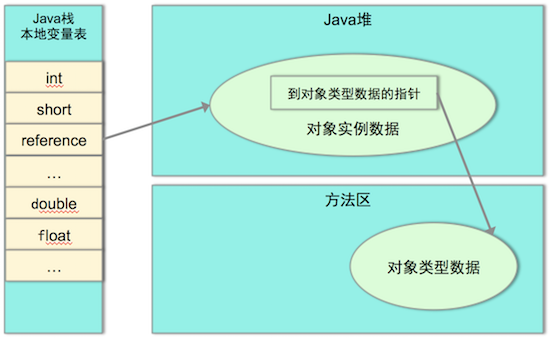 Java栈
本地变量表
int
short
reference
…
double
float
…
Java堆
到对象类型数据的指针
对象实例数据
方法区
对象类型数据